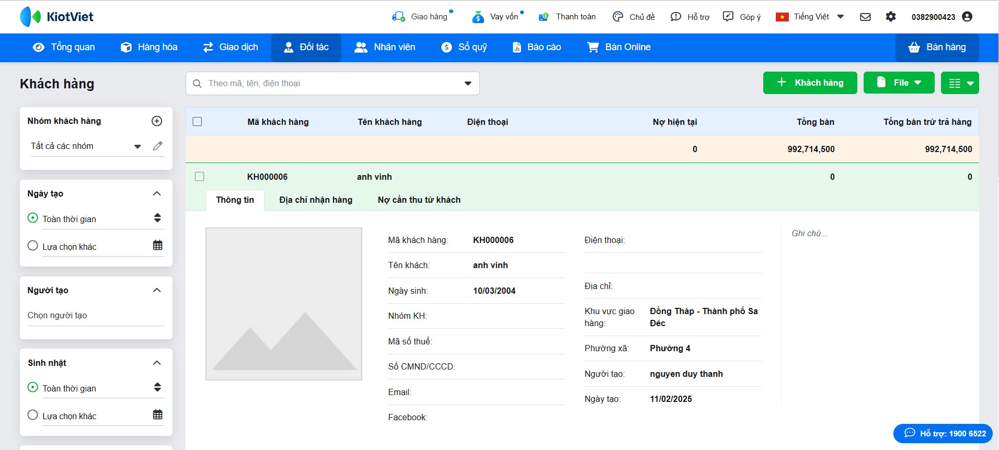 KiotViet
Giao hàng
Vay vốn
Thanh toán
Chủ đề
Hỗ trợ
Góp ý
Tiếng Việt
0382900423
Tổng quan
Hàng hóa
Giao dịch
Đối tác
Nhân viên
Sổ quỹ
Báo cáo
Bán Online
Bán hàng
Khách hàng
Theo mã, tên, điện thoại
Khách hàng
File
Nhóm khách hàng
Tất cả các nhóm
Ngày tạo
Toàn thời gian
Lựa chọn khác
Người tạo
Chọn người tạo
Sinh nhật
Toàn thời gian
Lựa chọn khác
Mã khách hàng
Tên khách hàng
Điện thoại
Nợ hiện tại
Tổng bán
Tổng bán trừ trả hàng
0
992,714,500
992,714,500
KH000006
anh vinh
0
0
Thông tin
Địa chỉ nhận hàng
Nợ cần thu từ khách
Mã khách hàng: KH000006
Tên khách: anh vinh
Ngày sinh: 10/03/2004
Nhóm KH:
Mã số thuế:
Số CMND/CCCD:
Email:
Facebook:
Điện thoại:
Địa chỉ:
Khu vực giao hàng: Đồng Tháp - Thành phố Sa Đéc
Phường xã: Phường 4
Người tạo: nguyen duy thanh
Ngày tạo: 11/02/2025
Ghi chú...
Hỗ trợ: 1900 6522